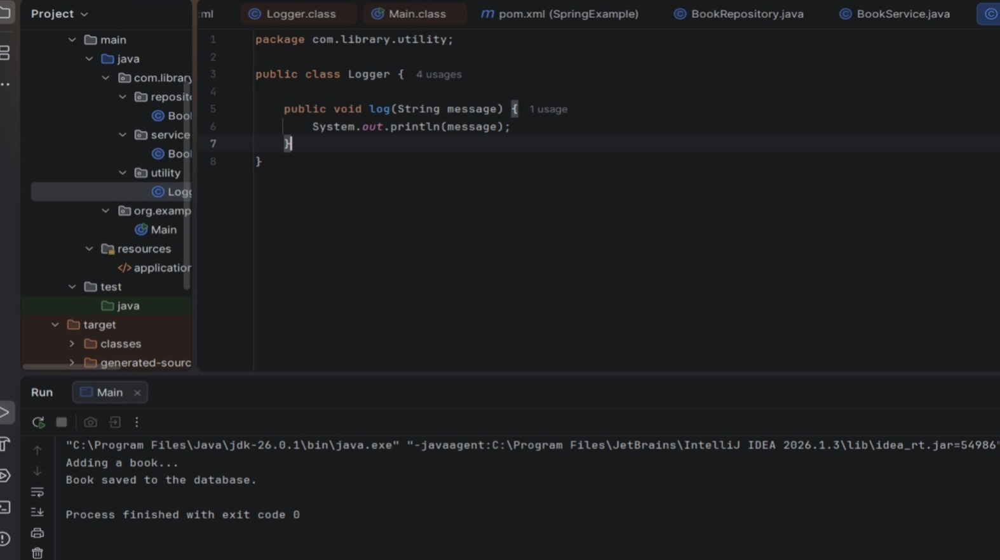 Project
xml
Logger.class
Main.class
m pom.xml (SpringExample)
BookRepository.java
BookService.java
main
java
com.library
reposito
Bool
service
Bool
utility
Logg
org.examp
Main
resources
application
test
java
target
classes
generated-sourc
1 package com.library.utility;
2
3 public class Logger { 4 usages
4
5 public void log(String message) { 1 usage
6 System.out.println(message);
7 }
8 }
Run
Main
"C:\Program Files\Java\jdk-26.0.1\bin\java.exe" "-javaagent:C:\Program Files\JetBrains\IntelliJ IDEA 2026.1.3\lib\idea_rt.jar=54986"
Adding a book...
Book saved to the database.
Process finished with exit code 0